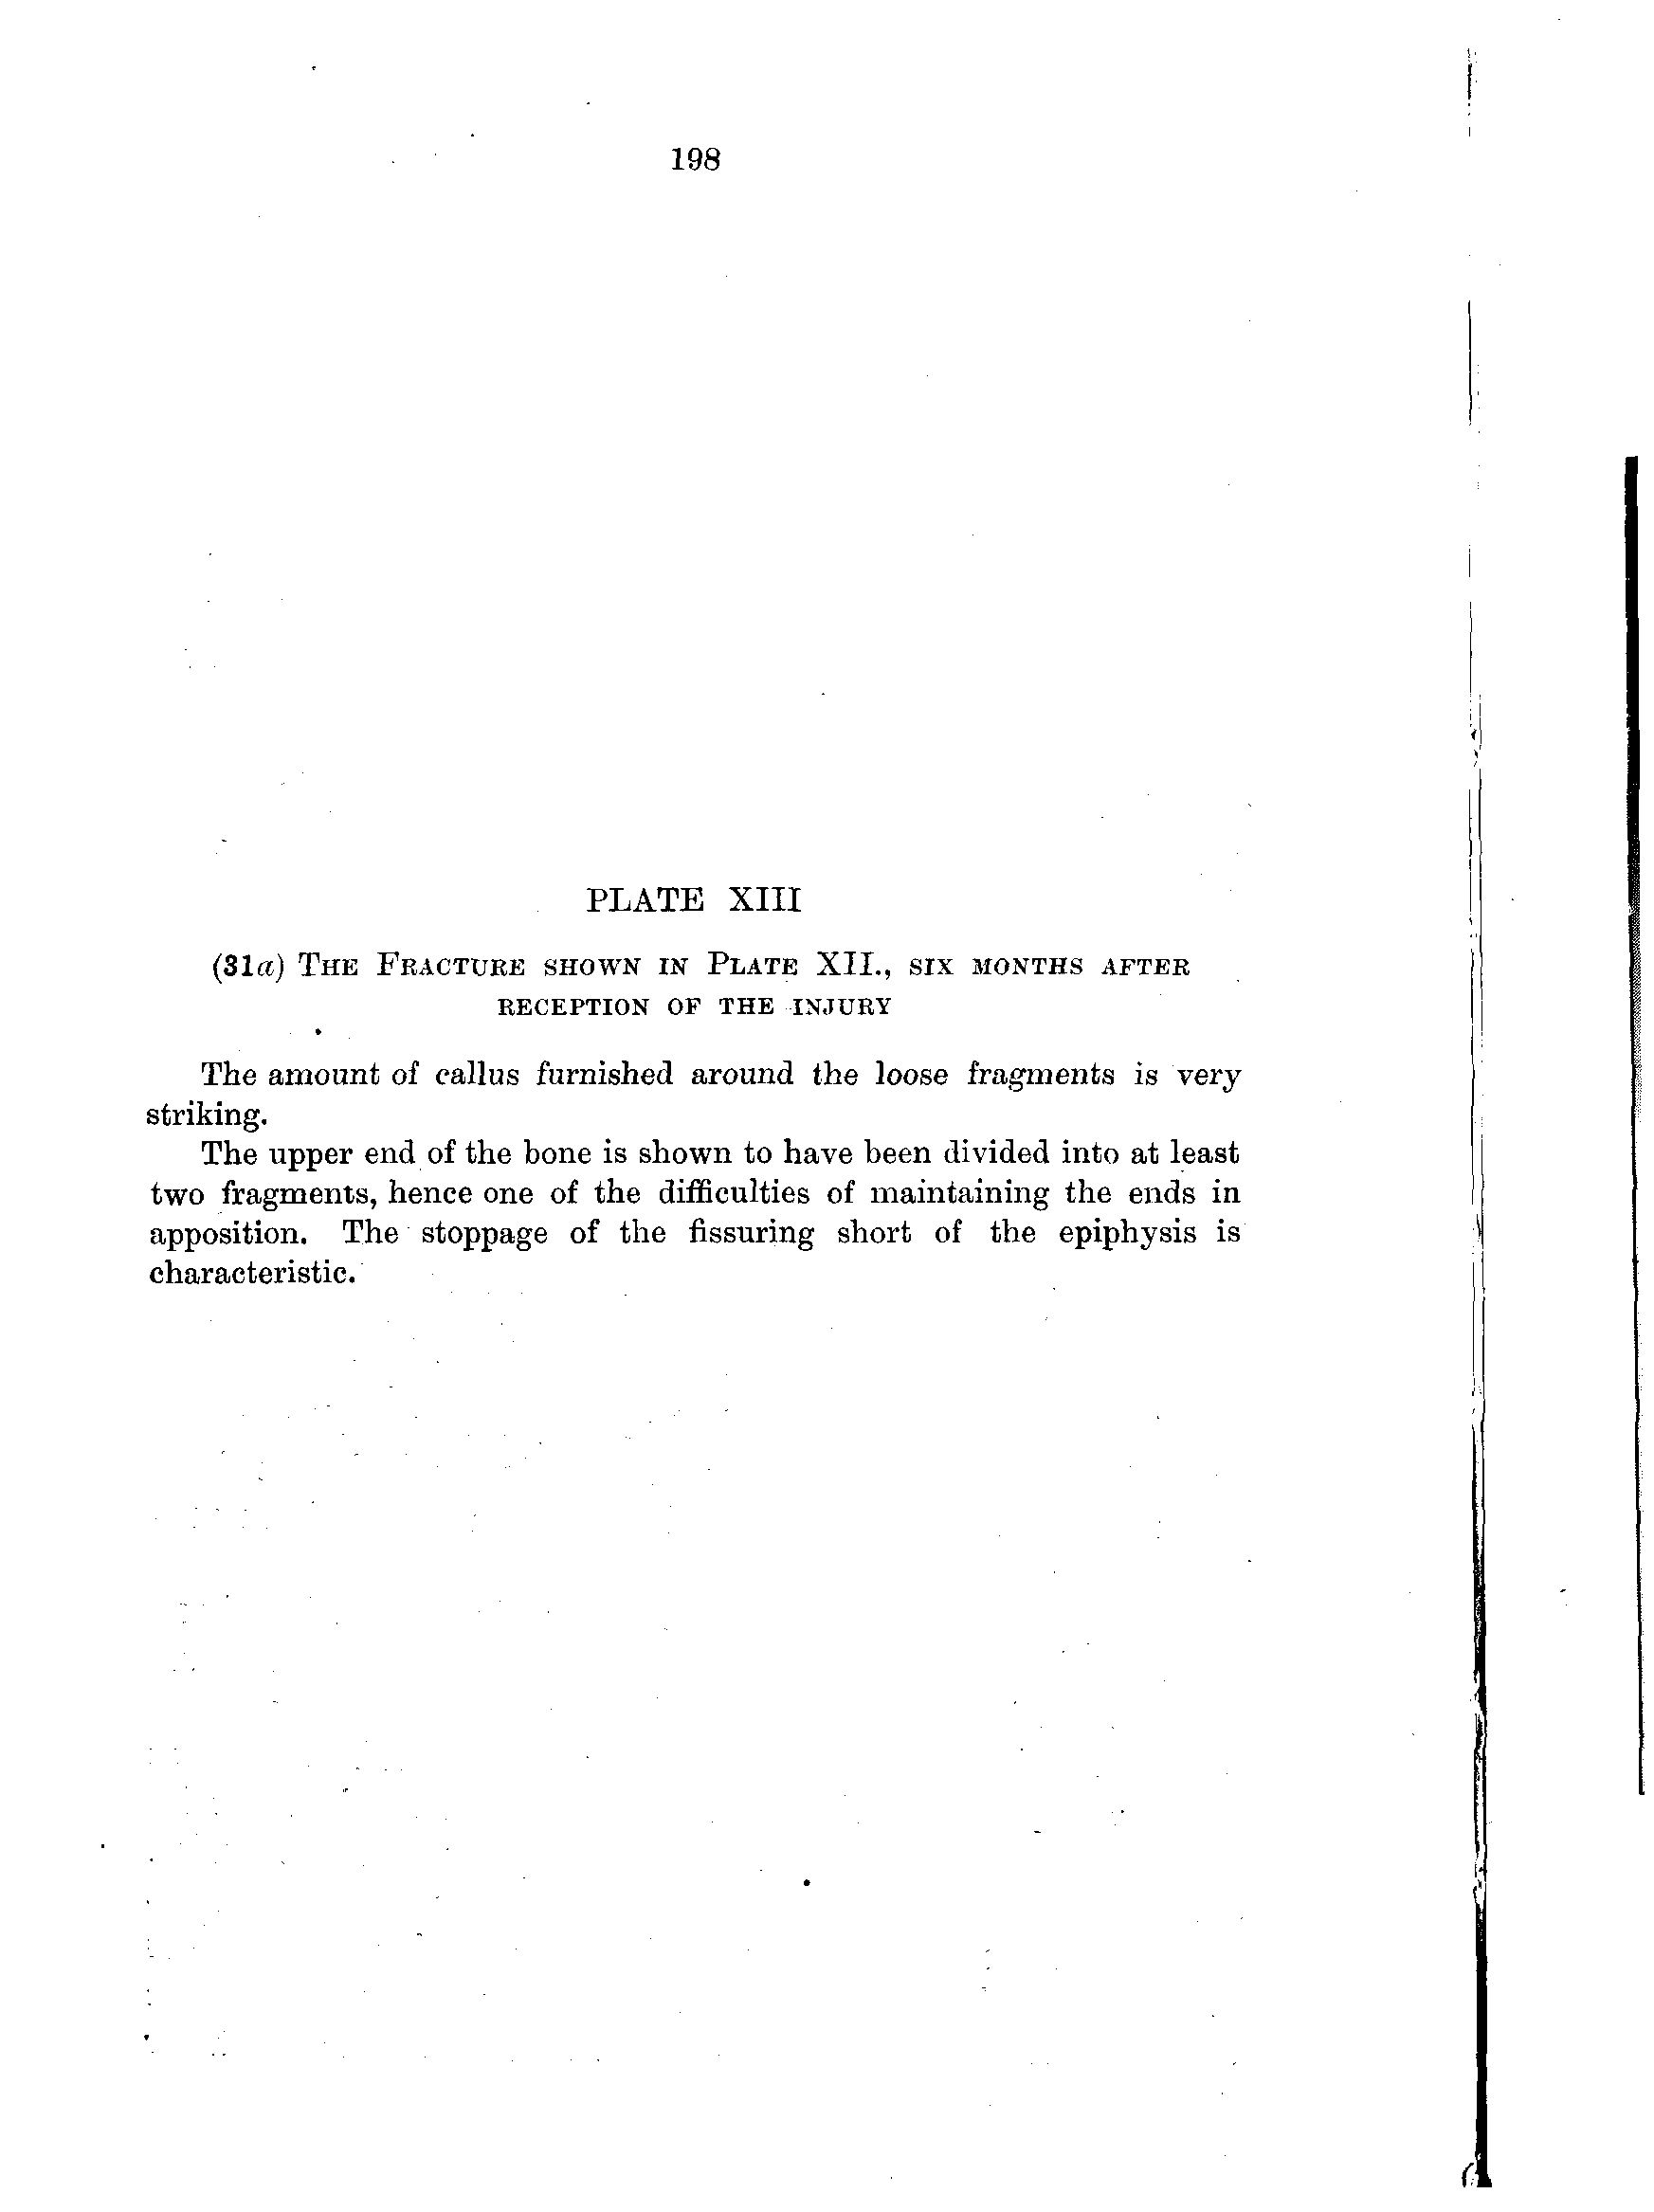 198
PLATE XIII
(31a) THE FRACTURE SHOWN IN PLATE XII., SIX MONTHS AFTER
RECEPTION OF THE INJURY
The amount of callus furnished around the loose fragments is very
striking.
The upper end of the bone is shown to have been divided into at least
two fragments, hence one of the difficulties of maintaining the ends in
apposition. The stoppage of the fissuring short of the epiphysis is
characteristic.